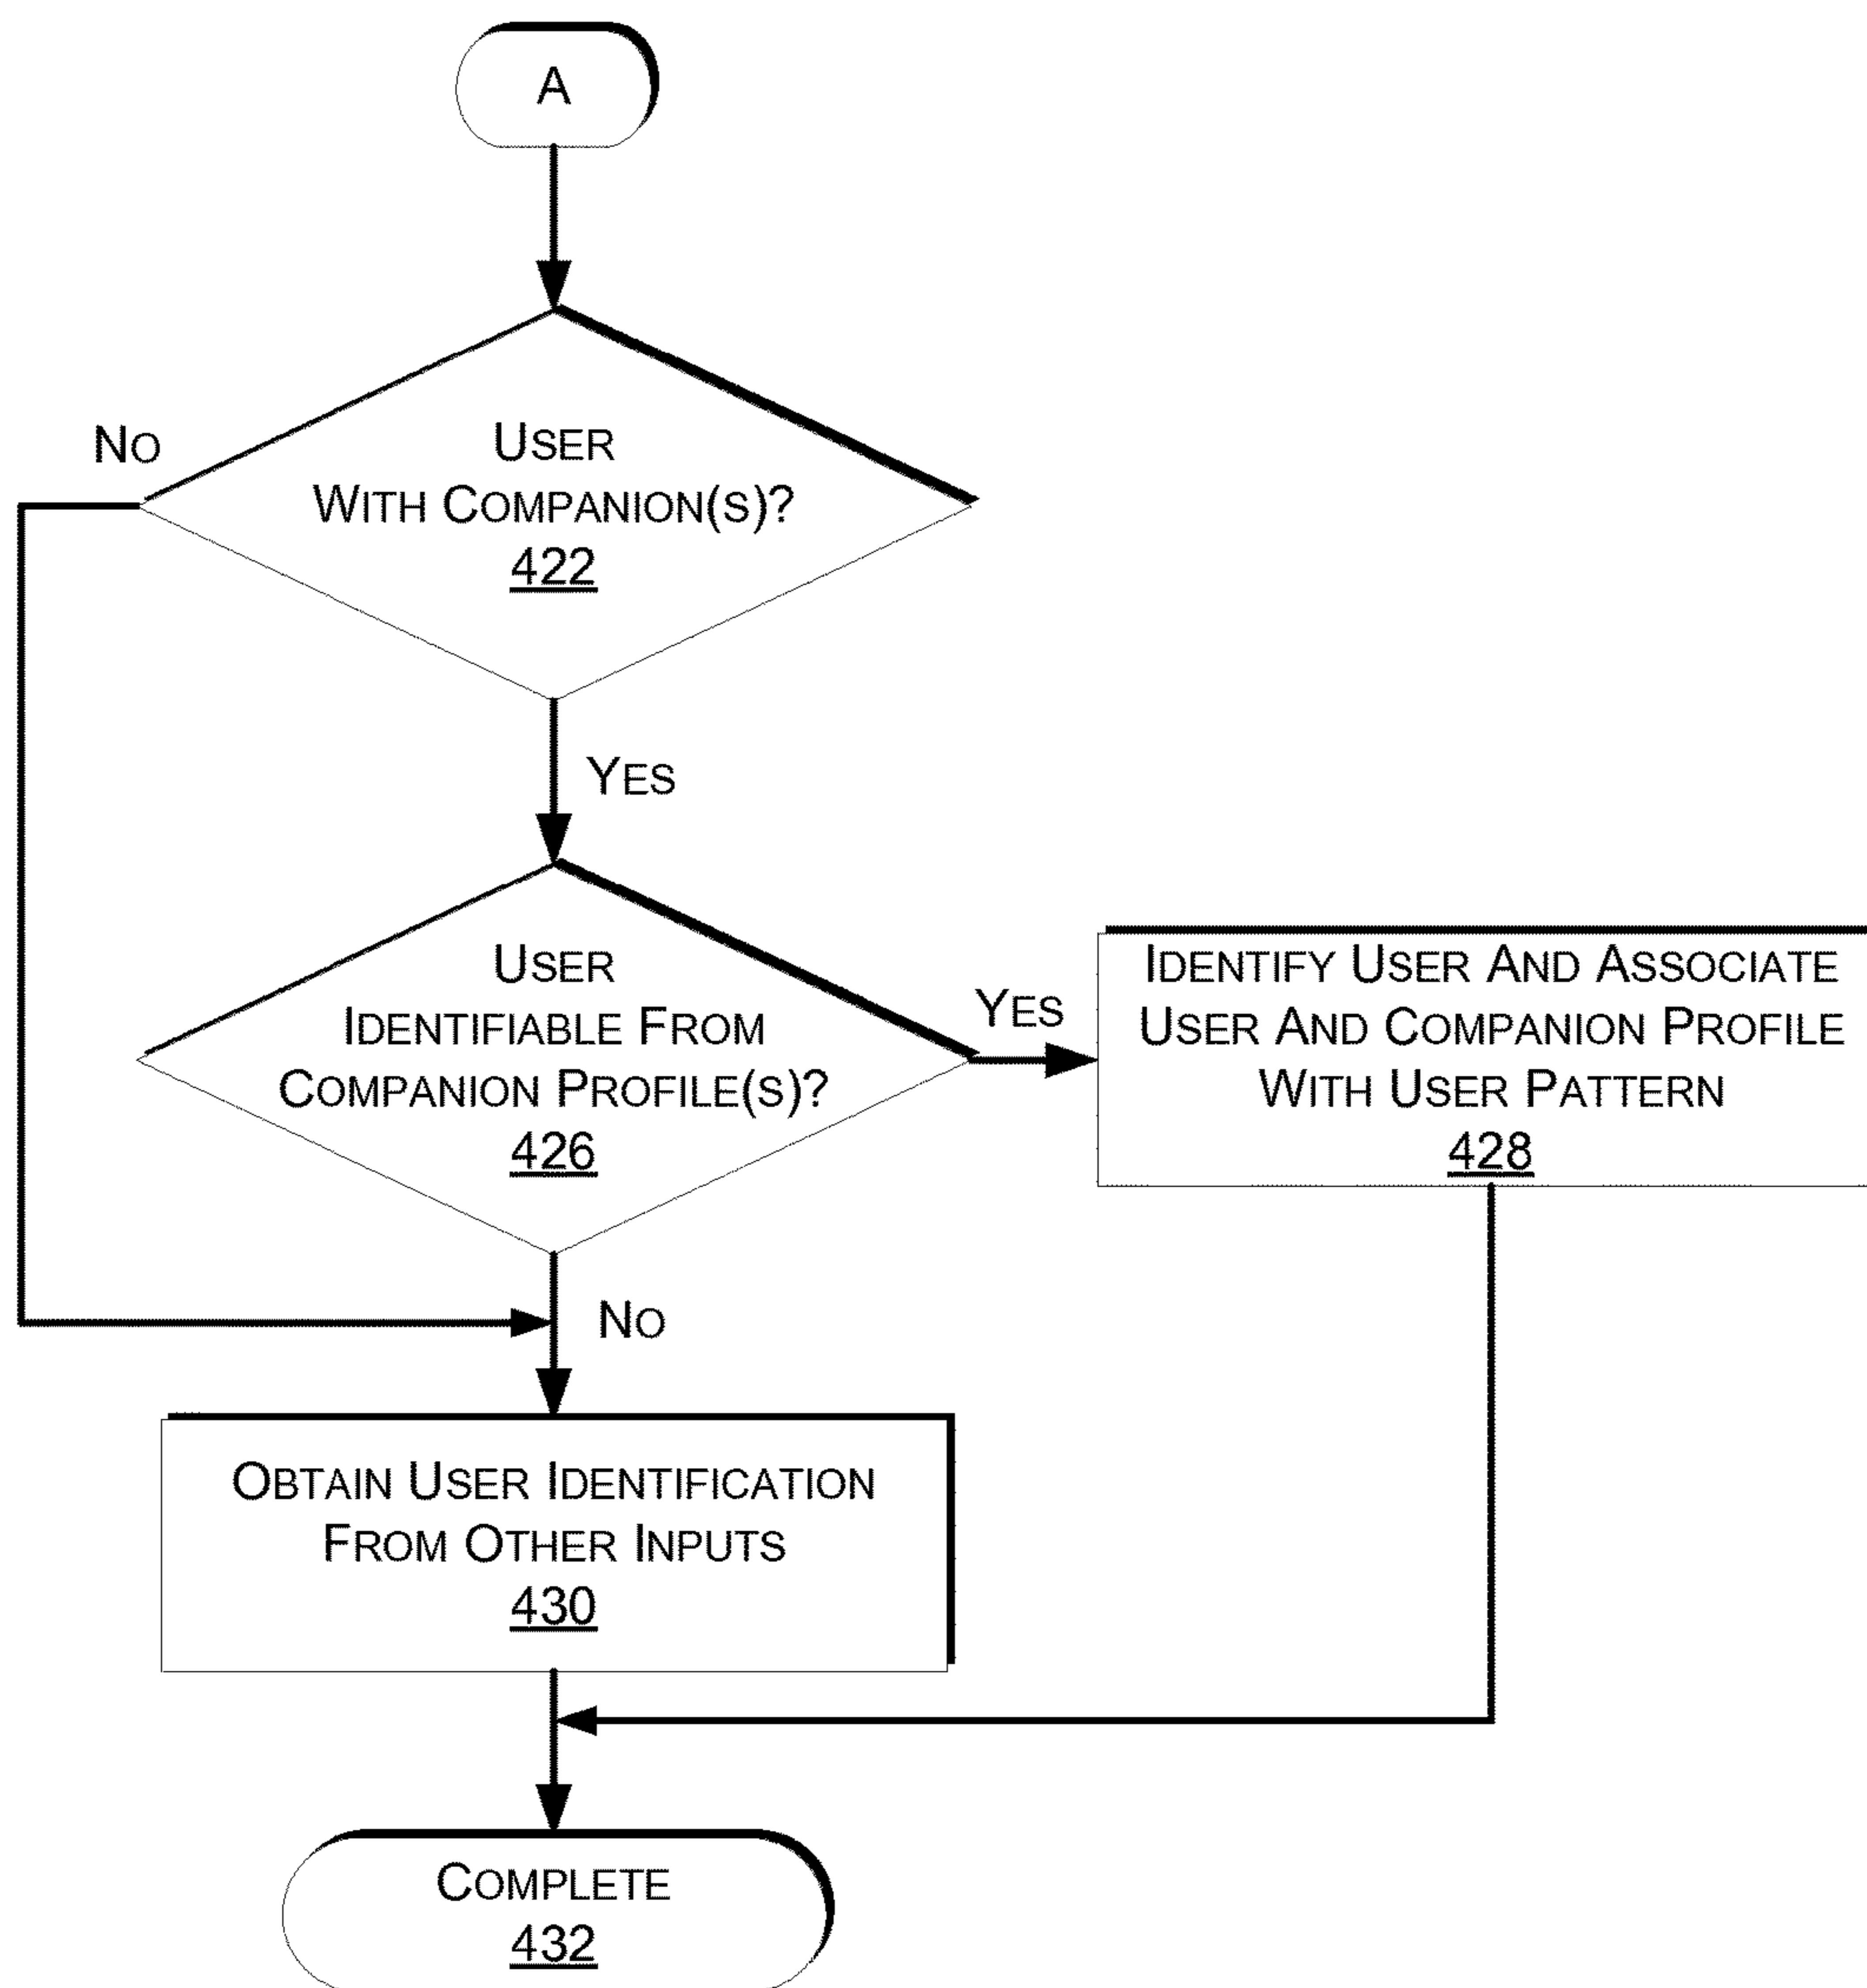 A
No
User
With Companion(s)?
422
Yes
User
Identifiable From
Companion Profile(s)?
426
Yes
Identify User And Associate
User And Companion Profile
With User Pattern
428
No
Obtain User Identification
From Other Inputs
430
Complete
432